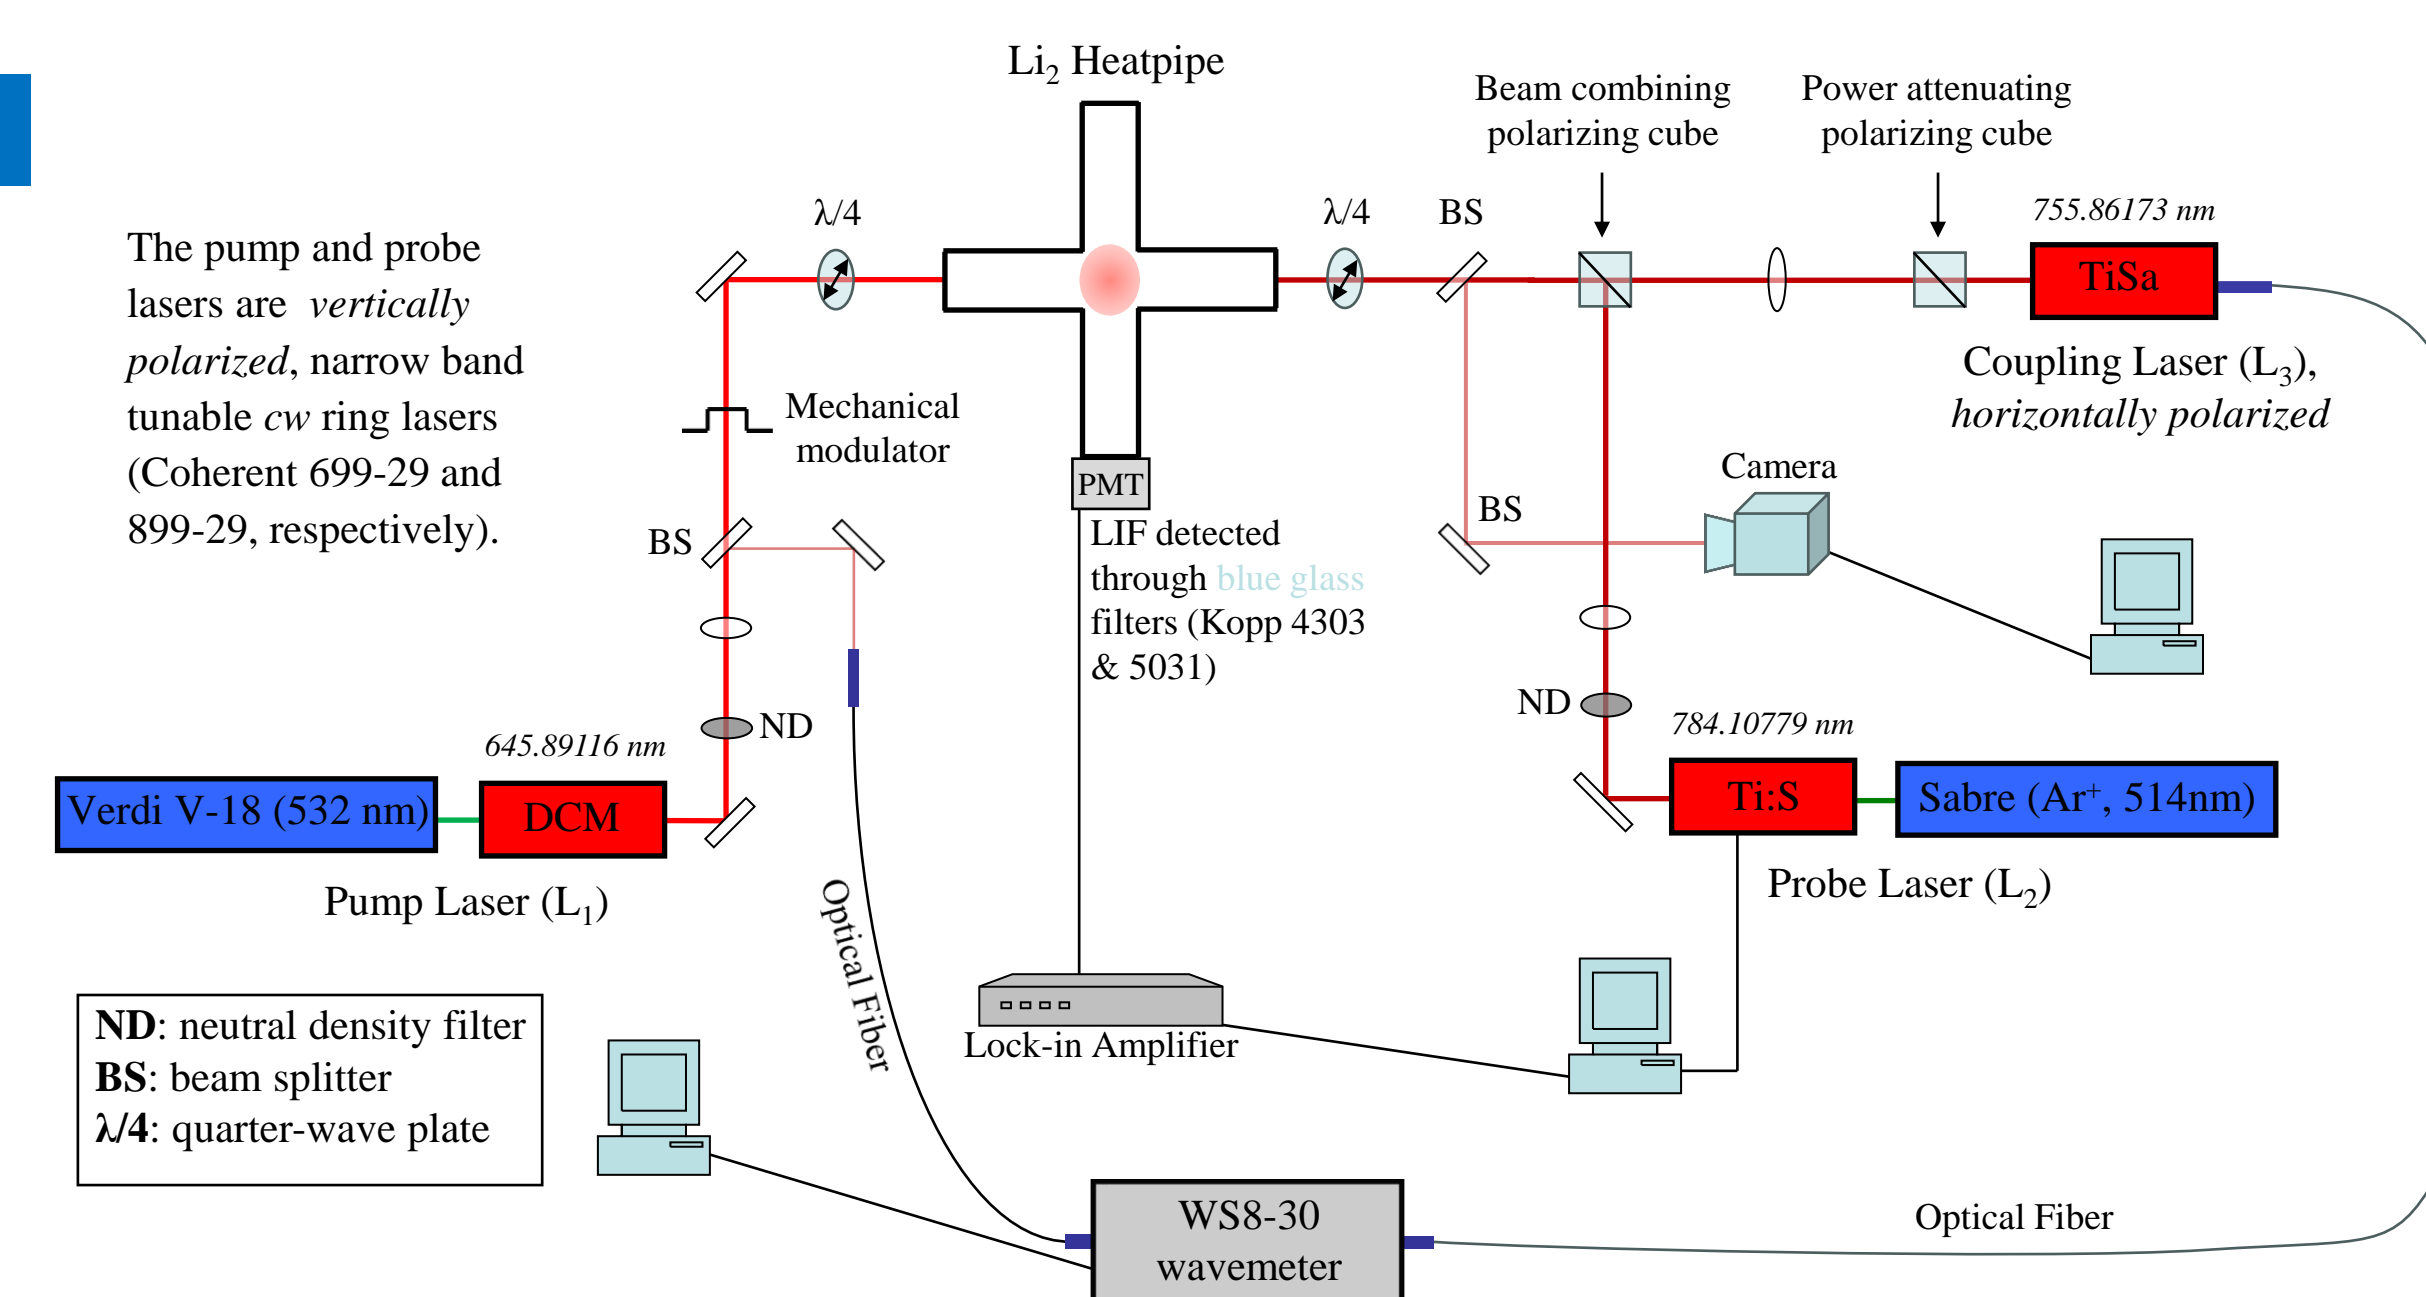 Li₂ Heatpipe
Beam combining
polarizing cube
Power attenuating
polarizing cube
λ/4
λ/4
BS
755.86173 nm
TiSa
The pump and probe
lasers are vertically
polarized, narrow band
tunable cw ring lasers
(Coherent 699-29 and
899-29, respectively).
Coupling Laser (L₃),
horizontally polarized
Mechanical
modulator
Camera
PMT
BS
BS
LIF detected
through blue glass
filters (Kopp 4303
& 5031)
ND
ND
645.89116 nm
784.10779 nm
Verdi V-18 (532 nm)
DCM
Ti:S
Sabre (Ar⁺, 514nm)
Pump Laser (L₁)
Probe Laser (L₂)
Optical Fiber
Lock-in Amplifier
ND: neutral density filter
BS: beam splitter
λ/4: quarter-wave plate
WS8-30
wavemeter
Optical Fiber